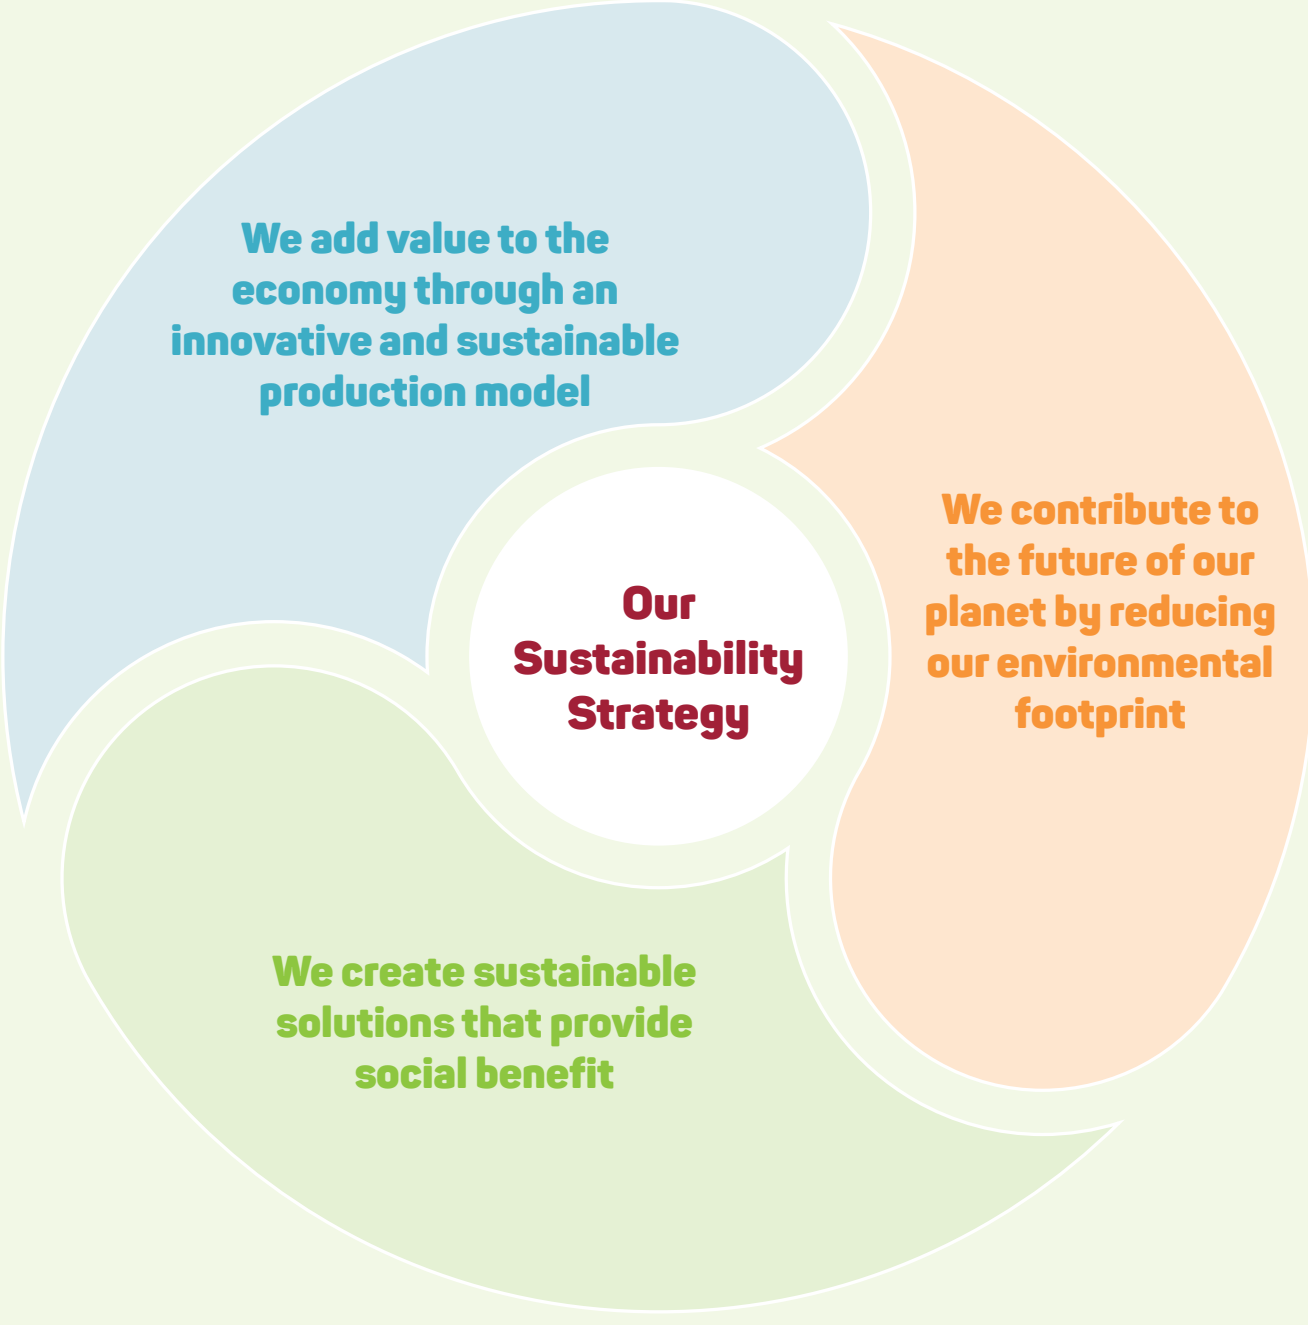 We add value to the
economy through an
innovative and sustainable
production model
We contribute to
the future of our
planet by reducing
our environmental
footprint
Our
Sustainability
Strategy
We create sustainable
solutions that provide
social benefit